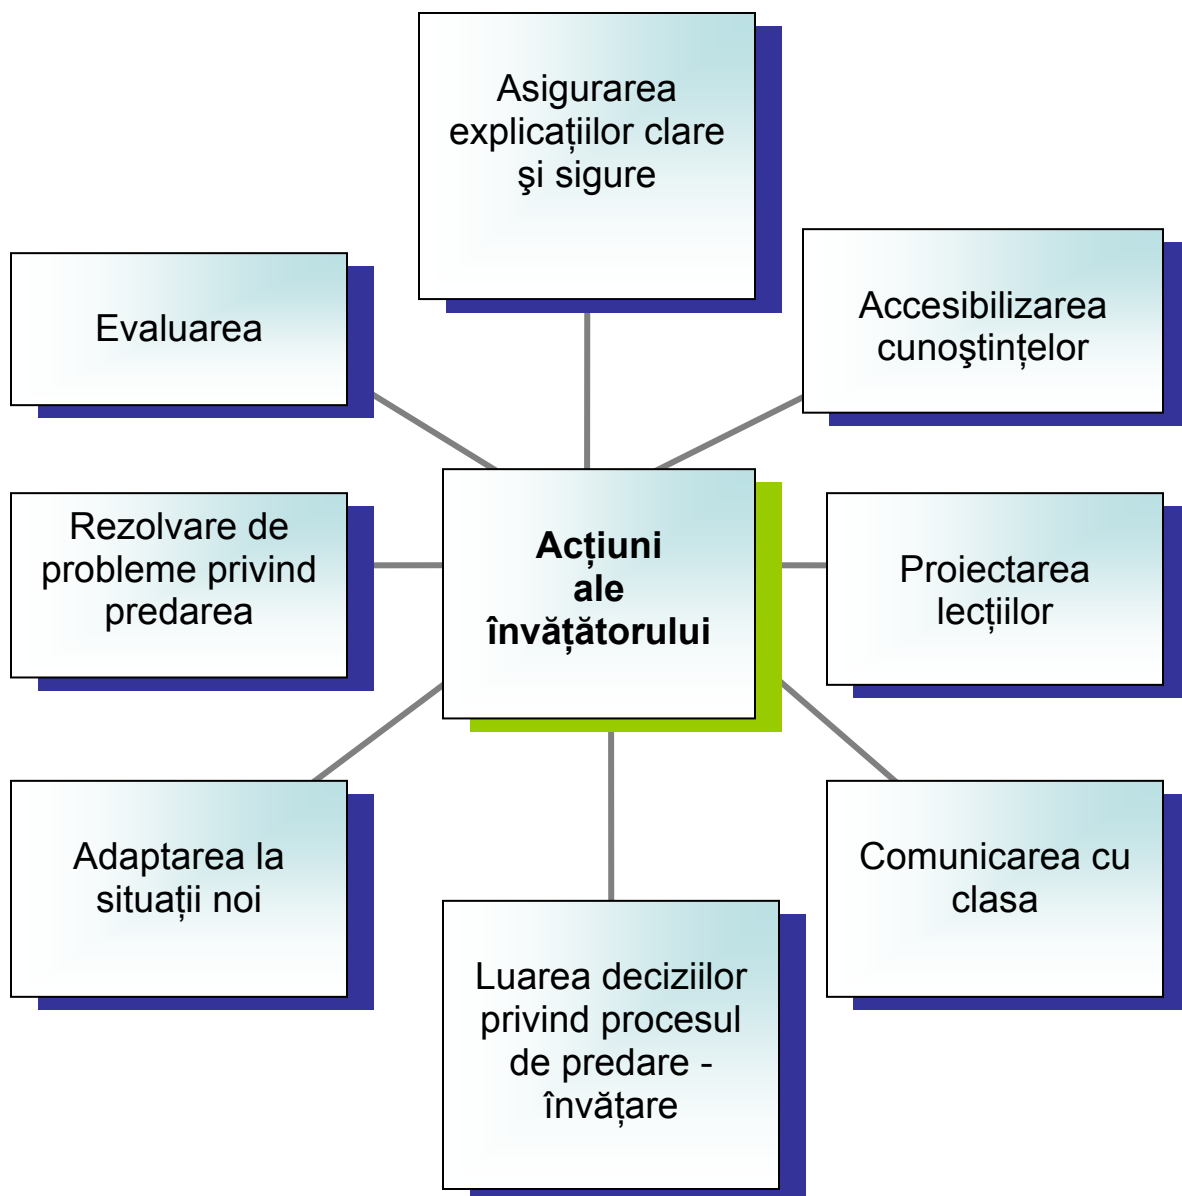 Asigurarea
explicațiilor clare
şi sigure
Evaluarea
Accesibilizarea
cunoştințelor
Rezolvare de
probleme privind
predarea
Acțiuni
ale
învățătorului
Proiectarea
lecțiilor
Adaptarea la
situații noi
Comunicarea cu
clasa
Luarea deciziilor
privind procesul
de predare -
învățare